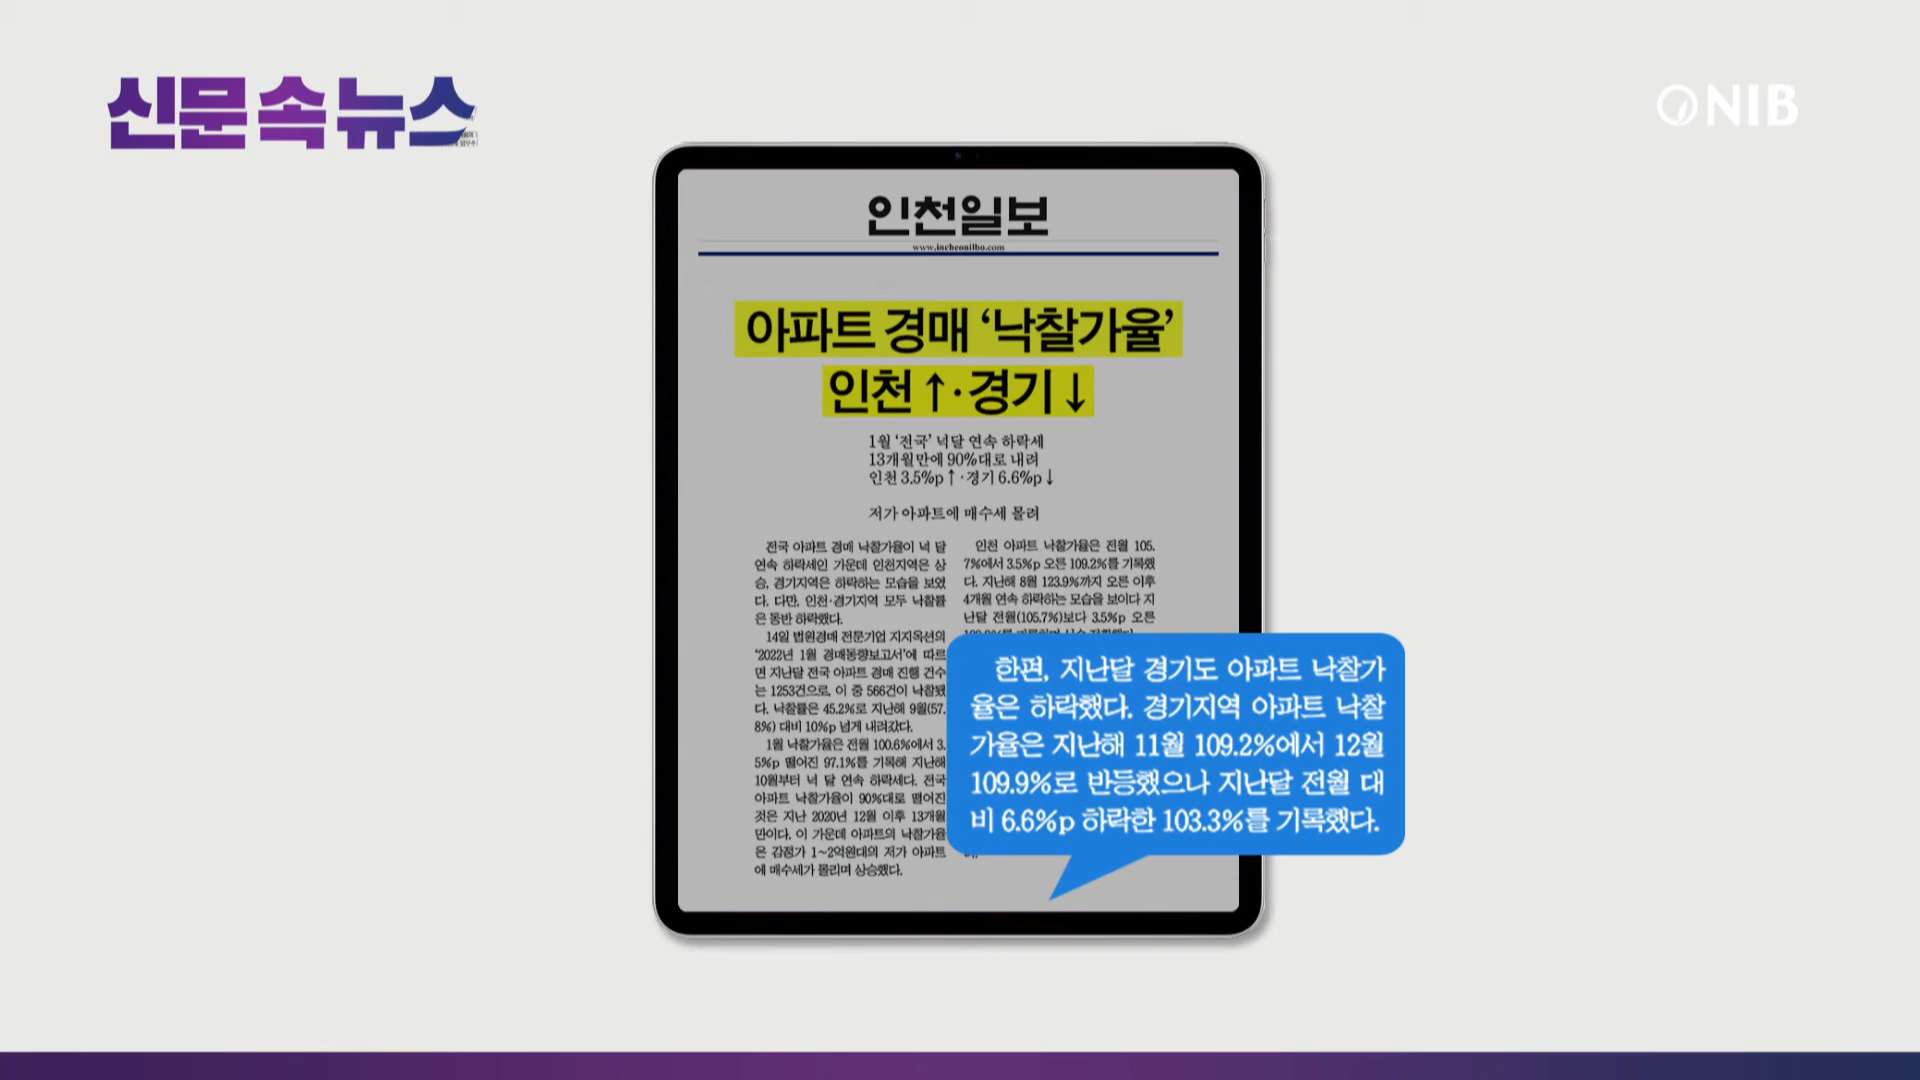 신문 속 뉴스
NIB
인천일보
www.incheonilbo.com
아파트 경매 ‘낙찰가율’
인천↑·경기↓
1월 ‘전국’ 넉달 연속 하락세
13개월만에 90%대로 내려
인천 3.5%p↑·경기 6.6%p↓
저가 아파트에 매수세 몰려
전국 아파트 경매 낙찰가율이 넉 달
연속 하락세인 가운데 인천지역은 상
승, 경기지역은 하락하는 모습을 보였
다. 다만, 인천·경기지역 모두 낙찰률
은 동반 하락했다.
14일 법원경매 전문기업 지지옥션의
‘2022년 1월 경매동향보고서’에 따르
면 지난달 전국 아파트 경매 진행 건수
는 1253건으로, 이 중 566건이 낙찰됐
다. 낙찰률은 45.2%로 지난해 9월(57.
8%) 대비 10%p 넘게 내려갔다.
1월 낙찰가율은 전월 100.6%에서 3.
5%p 떨어진 97.1%를 기록해 지난해
10월부터 넉 달 연속 하락세다. 전국
아파트 낙찰가율이 90%대로 떨어진
것은 지난 2020년 12월 이후 13개월
만이다. 이 가운데 아파트의 낙찰가율
은 감정가 1~2억원대의 저가 아파트
에 매수세가 몰리며 상승했다.
인천 아파트 낙찰가율은 전월 105.
7%에서 3.5%p 오른 109.2%를 기록했
다. 지난해 8월 123.9%까지 오른 이후
4개월 연속 하락하는 모습을 보이다 지
난달 전월(105.7%)보다 3.5%p 오른
한편, 지난달 경기도 아파트 낙찰가
율은 하락했다. 경기지역 아파트 낙찰
가율은 지난해 11월 109.2%에서 12월
109.9%로 반등했으나 지난달 전월 대
비 6.6%p 하락한 103.3%를 기록했다.